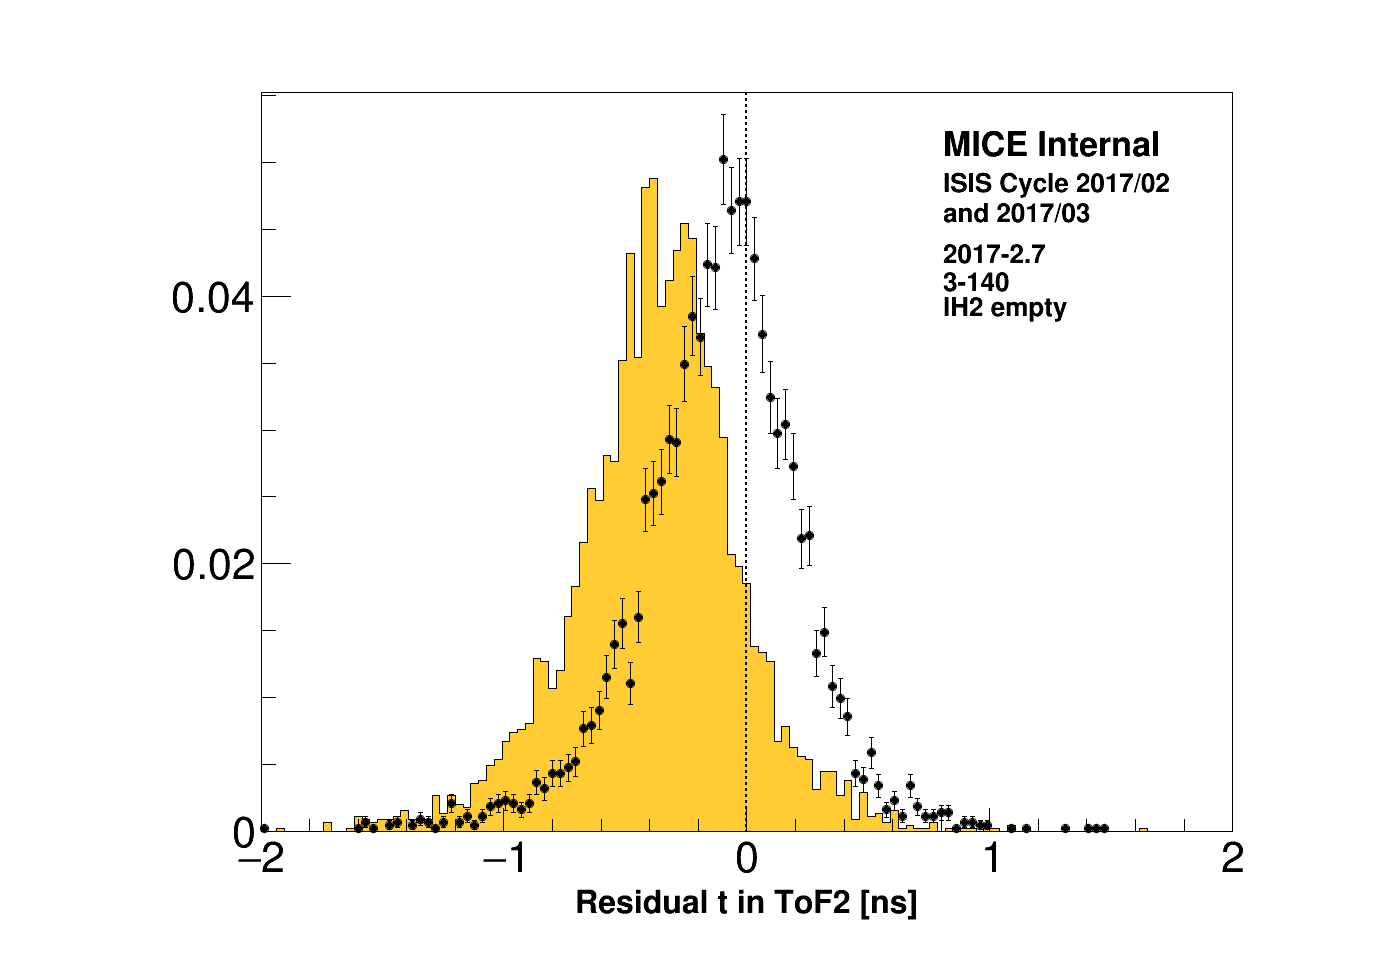 MICE Internal
ISIS Cycle 2017/02
and 2017/03
2017-2.7
3-140
lH2 empty
0.04
0.02
0
−2 −1 0 1 2
Residual t in ToF2 [ns]